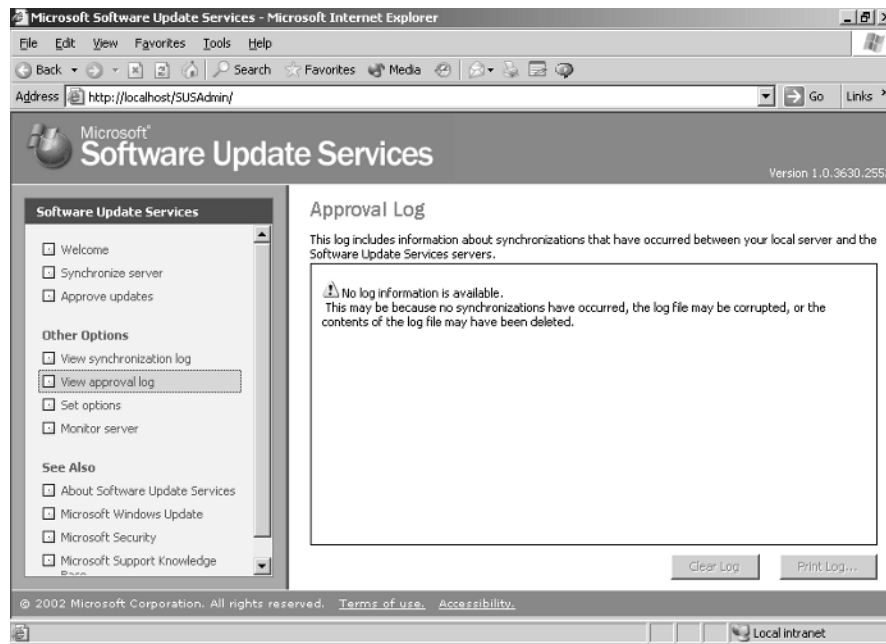 Microsoft Software Update Services - Microsoft Internet Explorer
File Edit View Favorites Tools Help
Back Search Favorites Media
Address http://localhost/SUSAdmin/ Go Links
Microsoft
Software Update Services
Version 1.0.3630.255
Software Update Services
Welcome
Synchronize server
Approve updates
Other Options
View synchronization log
View approval log
Set options
Monitor server
See Also
About Software Update Services
Microsoft Windows Update
Microsoft Security
Microsoft Support Knowledge
Base
Approval Log
This log includes information about synchronizations that have occurred between your local server and the
Software Update Services servers.
No log information is available.
This may be because no synchronizations have occurred, the log file may be corrupted, or the
contents of the log file may have been deleted.
Clear Log Print Log...
© 2002 Microsoft Corporation. All rights reserved. Terms of use. Accessibility.
Local intranet